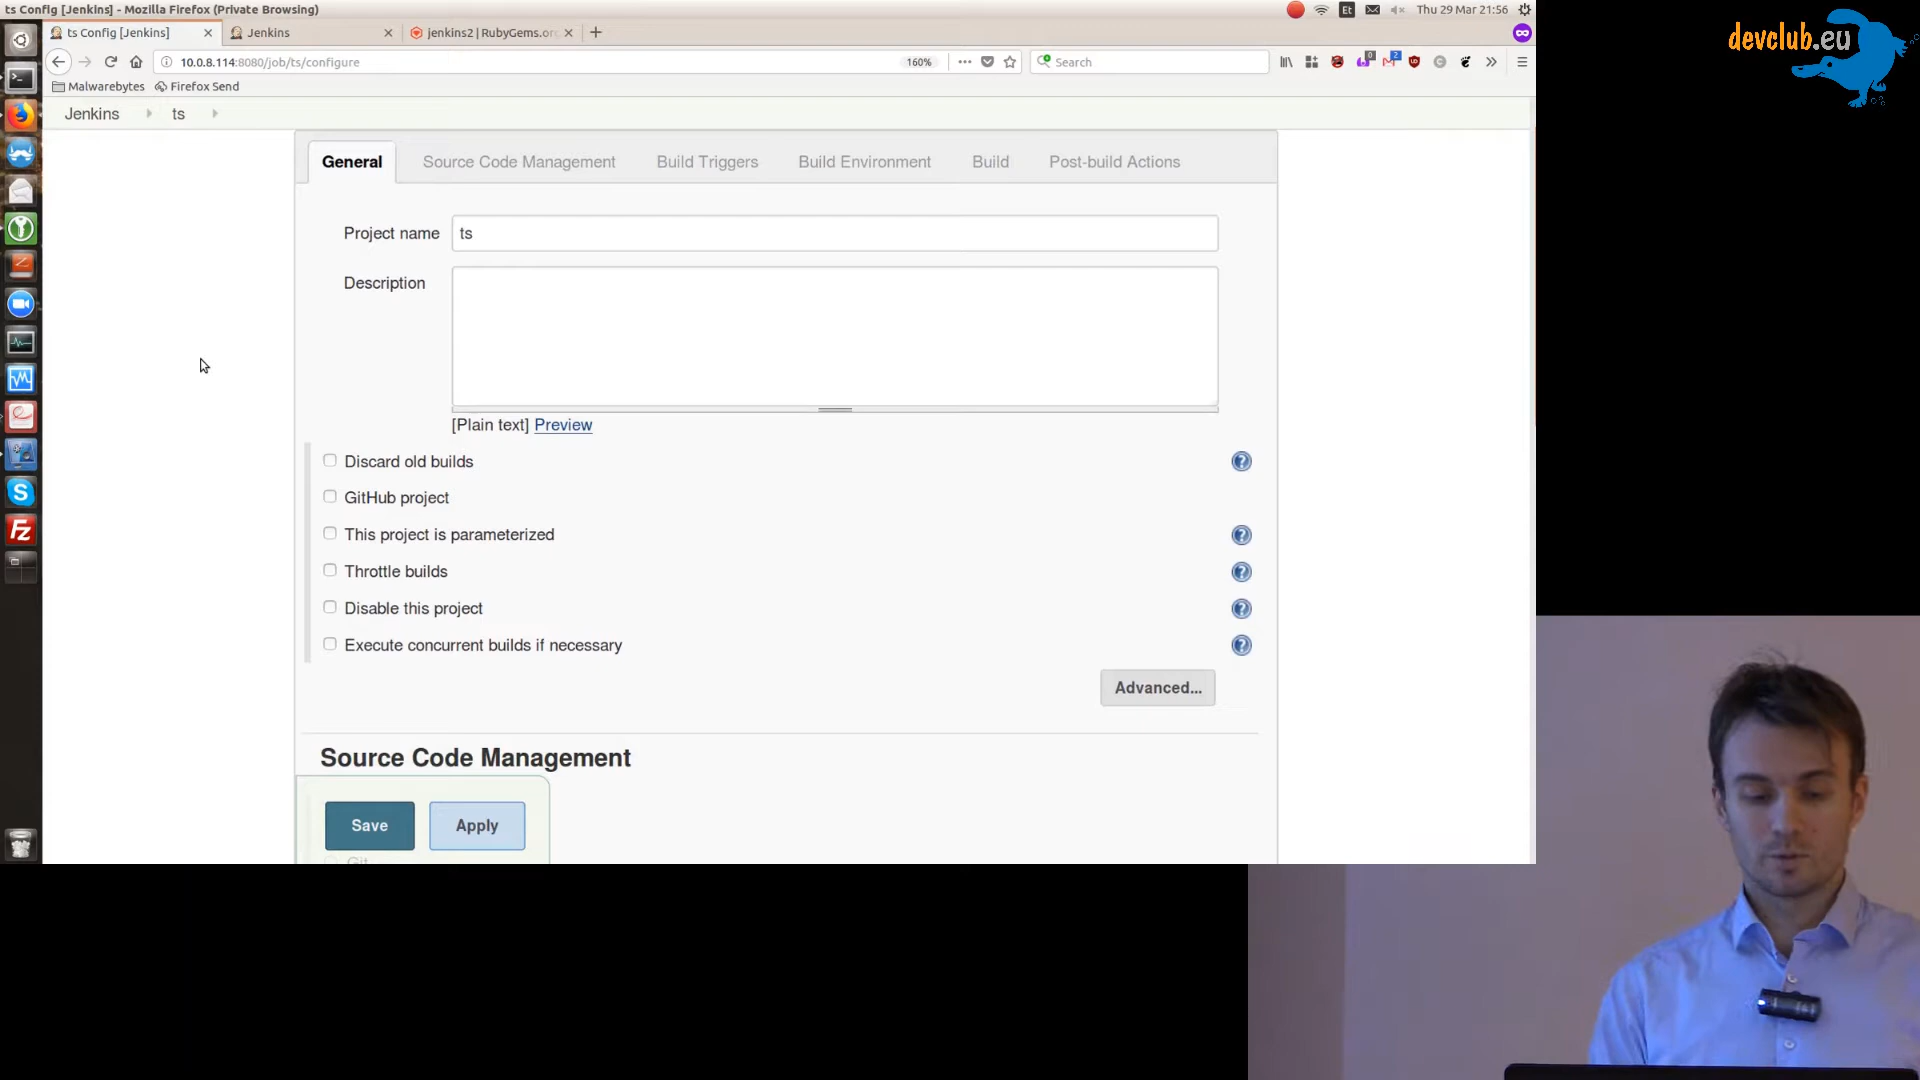 ts Config [Jenkins] - Mozilla Firefox (Private Browsing)
Et
Thu 29 Mar 21:56
ts Config [Jenkins]
Jenkins
jenkins2 | RubyGems.or
10.0.8.114:8080/job/ts/configure
160%
Search
Malwarebytes
Firefox Send
Jenkins
ts
General
Source Code Management
Build Triggers
Build Environment
Build
Post-build Actions
Project name
ts
Description
[Plain text] Preview
Discard old builds
GitHub project
This project is parameterized
Throttle builds
Disable this project
Execute concurrent builds if necessary
Advanced...
Source Code Management
Save
Apply
Git
devclub.eu